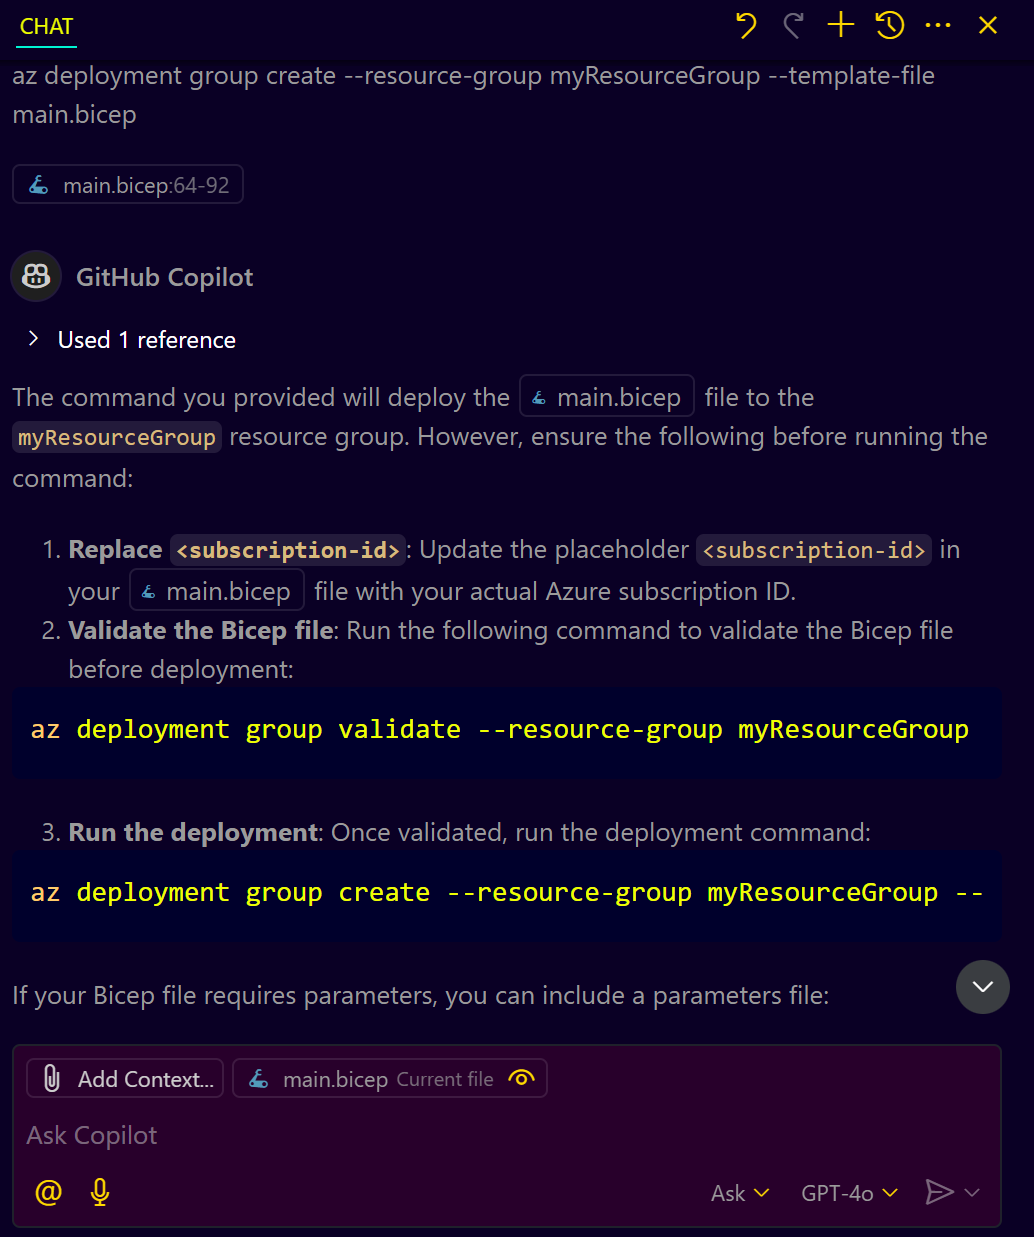 CHAT
az deployment group create --resource-group myResourceGroup --template-file
main.bicep
main.bicep:64-92
GitHub Copilot
Used 1 reference
The command you provided will deploy the main.bicep file to the
myResourceGroup resource group. However, ensure the following before running the
command:
1. Replace <subscription-id>: Update the placeholder <subscription-id> in
your main.bicep file with your actual Azure subscription ID.
2. Validate the Bicep file: Run the following command to validate the Bicep file
before deployment:
az deployment group validate --resource-group myResourceGroup
3. Run the deployment: Once validated, run the deployment command:
az deployment group create --resource-group myResourceGroup --
If your Bicep file requires parameters, you can include a parameters file:
Add Context... main.bicep Current file
Ask Copilot
@ Ask GPT-4o